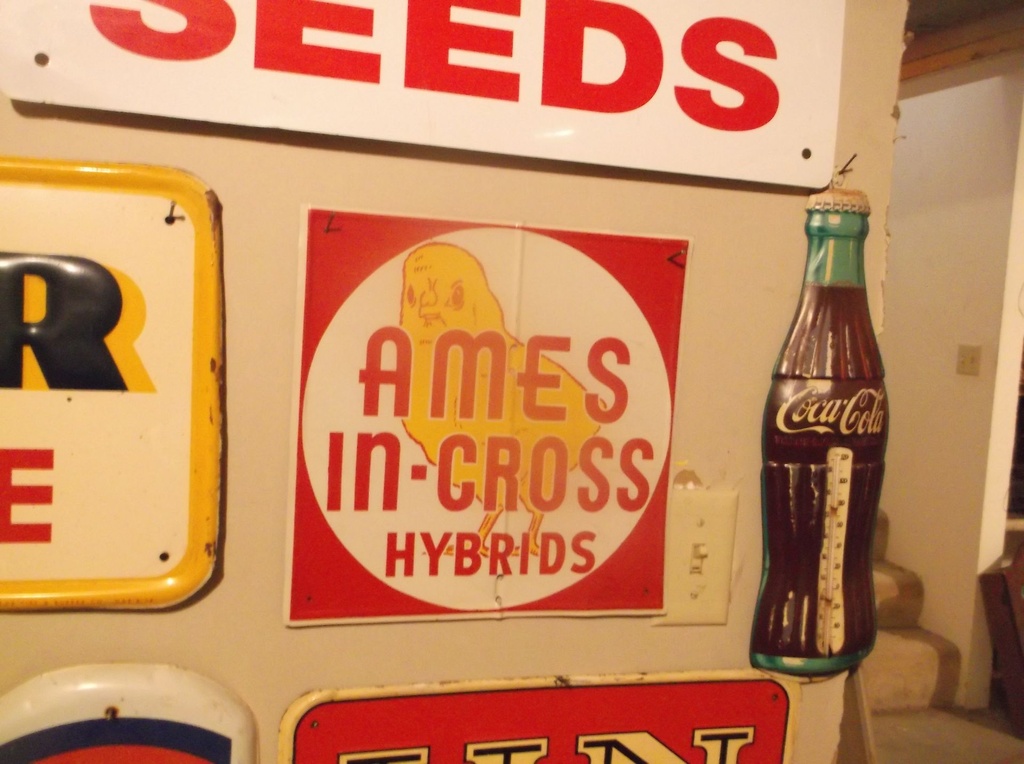 SEEDS
R
E
AMES
IN-CROSS
HYBRIDS
Coca-Cola